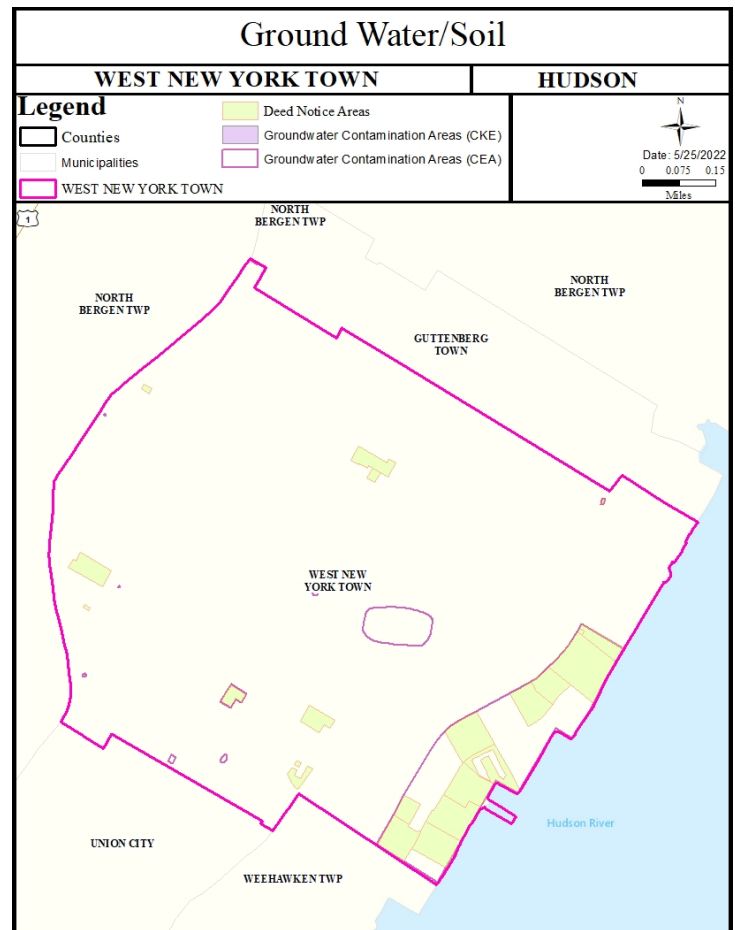 Ground Water/Soil
WEST NEW YORK TOWN
HUDSON
Legend
Counties
Municipalities
WEST NEW YORK TOWN
Deed Notice Areas
Groundwater Contamination Areas (CKE)
Groundwater Contamination Areas (CEA)
N
Date: 5/25/2022
0 0.075 0.15
Miles
1
NORTH
BERGEN TWP
NORTH
BERGEN TWP
NORTH
BERGEN TWP
GUTTENBERG
TOWN
WEST NEW
YORK TOWN
Hudson River
UNION CITY
WEEHAWKEN TWP